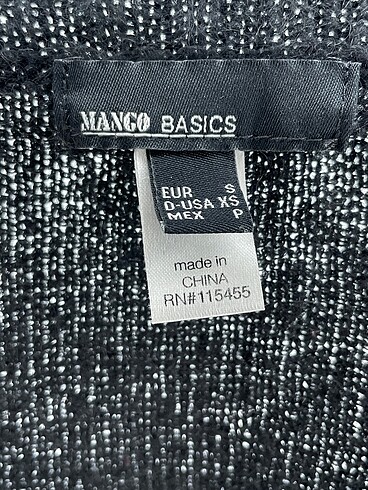 MANGO BASICS
EUR S
D-USA XS
MEX P
made in
CHINA
RN#115455